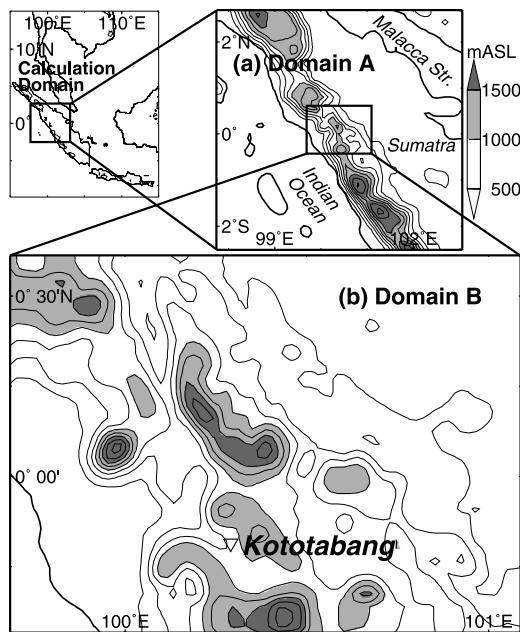 100˚E 110˚E
10˚N
Calculation
Domain
0˚
2˚N
(a) Domain A
Malacca Str.
0˚
Sumatra
Indian
Ocean
2˚S
99˚E 102˚E
mASL
1500
1000
500
0˚ 30'N
(b) Domain B
0˚ 00'
Kototabang
100˚E 101˚E